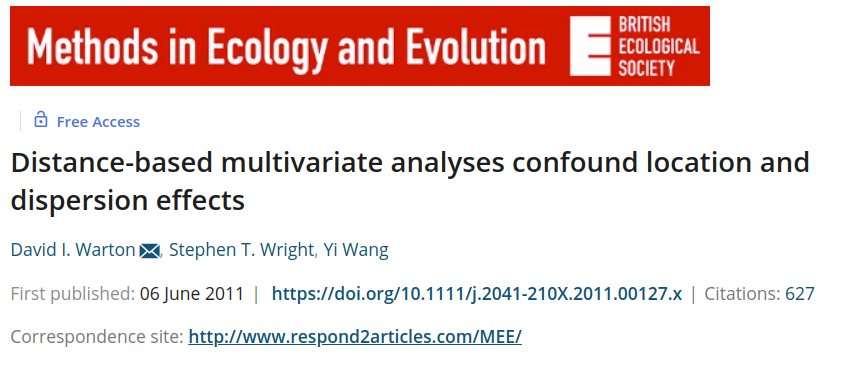 Methods in Ecology and Evolution
BRITISH
ECOLOGICAL
SOCIETY
Free Access
Distance-based multivariate analyses confound location and
dispersion effects
David I. Warton, Stephen T. Wright, Yi Wang
First published: 06 June 2011 | https://doi.org/10.1111/j.2041-210X.2011.00127.x | Citations: 627
Correspondence site: http://www.respond2articles.com/MEE/